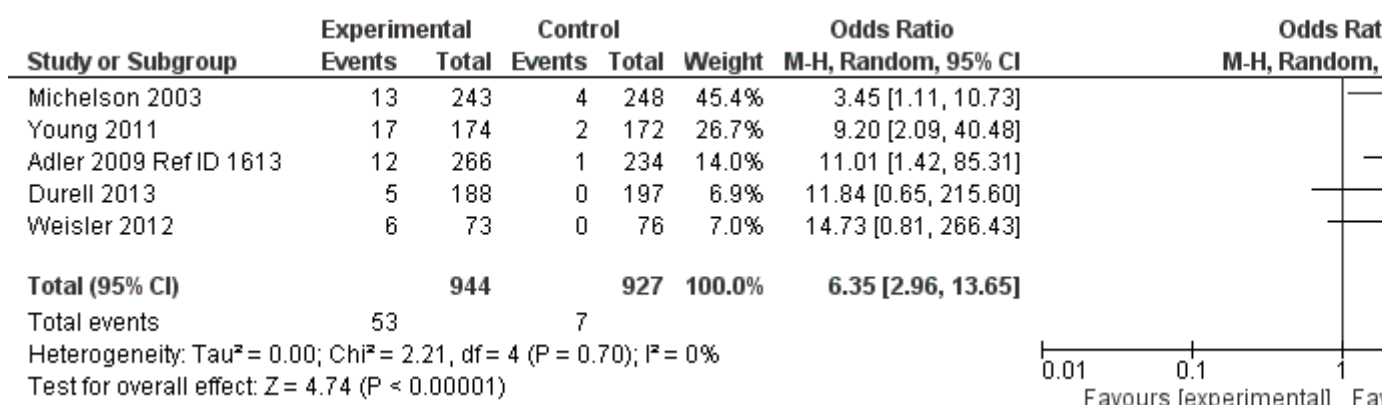 Experimental Control Odds Ratio Odds Rat
Study or Subgroup Events Total Events Total Weight M-H, Random, 95% CI M-H, Random,
Michelson 2003 13 243 4 248 45.4% 3.45 [1.11, 10.73]
Young 2011 17 174 2 172 26.7% 9.20 [2.09, 40.48]
Adler 2009 Ref ID 1613 12 266 1 234 14.0% 11.01 [1.42, 85.31]
Durell 2013 5 188 0 197 6.9% 11.84 [0.65, 215.60]
Weisler 2012 6 73 0 76 7.0% 14.73 [0.81, 266.43]
Total (95% CI) 944 927 100.0% 6.35 [2.96, 13.65]
Total events 53 7
Heterogeneity: Tau² = 0.00; Chi² = 2.21, df = 4 (P = 0.70); I² = 0%
Test for overall effect: Z = 4.74 (P < 0.00001)
0.01 0.1 1
Favours [experimental] Fav